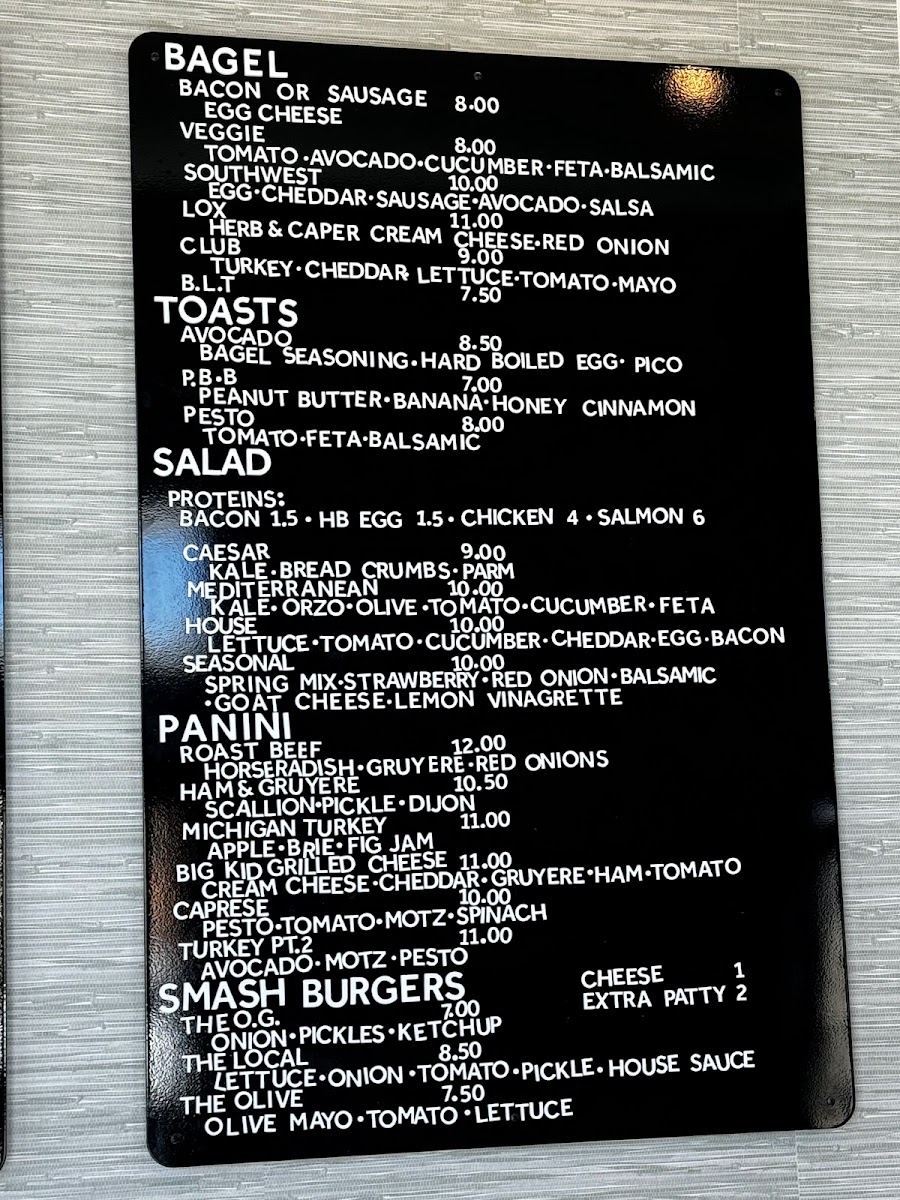 BAGEL
BACON OR SAUSAGE 8.00
EGG CHEESE
VEGGIE 8.00
TOMATO•AVOCADO•CUCUMBER•FETA•BALSAMIC
SOUTHWEST 10.00
EGG•CHEDDAR•SAUSAGE•AVOCADO•SALSA
LOX 11.00
HERB & CAPER CREAM CHEESE•RED ONION
CLUB 9.00
TURKEY•CHEDDAR LETTUCE•TOMATO•MAYO
B.L.T 7.50
TOASTS
AVOCADO 8.50
BAGEL SEASONING•HARD BOILED EGG• PICO
P.B•B 7.00
PEANUT BUTTER•BANANA•HONEY CINNAMON
PESTO 8.00
TOMATO•FETA•BALSAMIC
SALAD
PROTEINS:
BACON 1.5 • HB EGG 1.5 • CHICKEN 4 • SALMON 6
CAESAR 9.00
KALE•BREAD CRUMBS•PARM
MEDITERRANEAN 10.00
KALE•ORZO•OLIVE•TOMATO•CUCUMBER•FETA
HOUSE 10.00
LETTUCE•TOMATO•CUCUMBER•CHEDDAR•EGG•BACON
SEASONAL 10.00
SPRING MIX•STRAWBERRY•RED ONION•BALSAMIC
•GOAT CHEESE•LEMON VINAGRETTE
PANINI
ROAST BEEF 12.00
HORSERADISH•GRUYERE•RED ONIONS
HAM & GRUYERE 10.50
SCALLION•PICKLE•DIJON
MICHIGAN TURKEY 11.00
APPLE•BRIE•FIG JAM
BIG KID GRILLED CHEESE 11.00
CREAM CHEESE•CHEDDAR•GRUYERE•HAM•TOMATO
CAPRESE 10.00
PESTO•TOMATO•MOTZ•SPINACH
TURKEY PT.2 11.00
AVOCADO•MOTZ•PESTO
SMASH BURGERS
CHEESE 1
EXTRA PATTY 2
THE O.G. 7.00
ONION•PICKLES•KETCHUP
THE LOCAL 8.50
LETTUCE•ONION•TOMATO•PICKLE•HOUSE SAUCE
THE OLIVE 7.50
OLIVE MAYO•TOMATO•LETTUCE